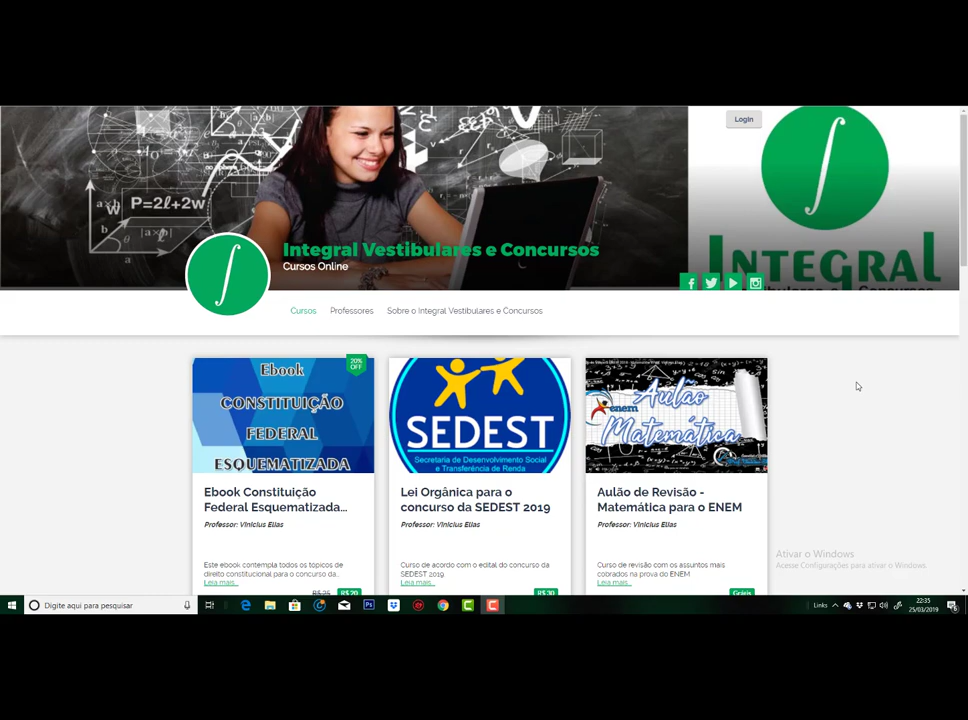 Login
P=2ℓ+2w
INTEGRAL
Integral Vestibulares e Concursos
Cursos Online
Cursos Professores Sobre o Integral Vestibulares e Concursos
20%
OFF
Ebook
CONSTITUIÇÃO
FEDERAL
ESQUEMATIZADA
Ebook Constituição
Federal Esquematizada...
Professor: Vinicius Elias
Este ebook contempla todos os tópicos de
direito constitucional para o concurso da...
Leia mais...
R$ 25 R$ 20
SEDEST
Secretaria de Desenvolvimento Social
e Transferência de Renda
Lei Orgânica para o
concurso da SEDEST 2019
Professor: Vinicius Elias
Curso de acordo com o edital do concurso da
SEDEST 2019.
Leia mais...
R$ 30
enem
Aulão
Matemática
Aulão de Revisão -
Matemática para o ENEM
Professor: Vinicius Elias
Curso de revisão com os assuntos mais
cobrados na prova do ENEM
Leia mais...
Grátis
Ativar o Windows
Acesse Configurações para ativar o Windows.
Digite aqui para pesquisar
Links
22:35
25/03/2019